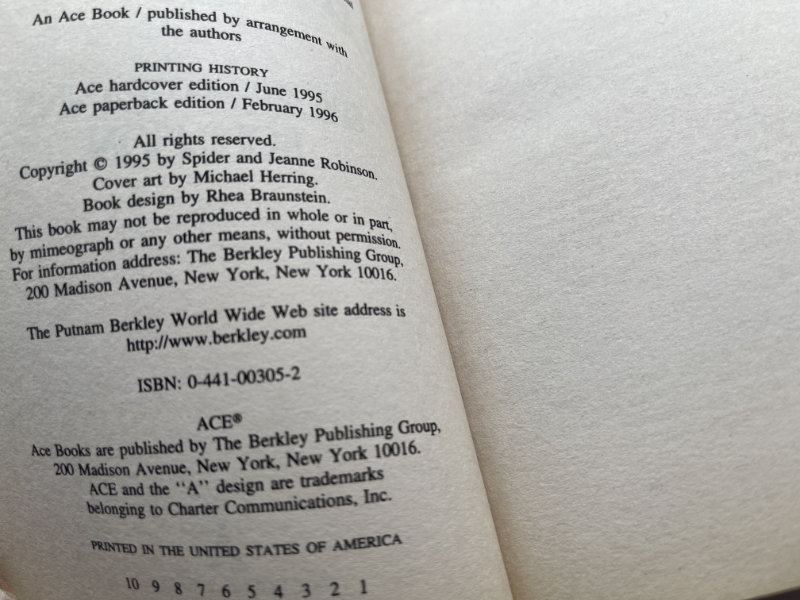 An Ace Book / published by arrangement with
the authors
PRINTING HISTORY
Ace hardcover edition / June 1995
Ace paperback edition / February 1996
All rights reserved.
Copyright © 1995 by Spider and Jeanne Robinson.
Cover art by Michael Herring.
Book design by Rhea Braunstein.
This book may not be reproduced in whole or in part,
by mimeograph or any other means, without permission.
For information address: The Berkley Publishing Group,
200 Madison Avenue, New York, New York 10016.
The Putnam Berkley World Wide Web site address is
http://www.berkley.com
ISBN: 0-441-00305-2
ACE®
Ace Books are published by The Berkley Publishing Group,
200 Madison Avenue, New York, New York 10016.
ACE and the "A" design are trademarks
belonging to Charter Communications, Inc.
PRINTED IN THE UNITED STATES OF AMERICA
10 9 8 7 6 5 4 3 2 1